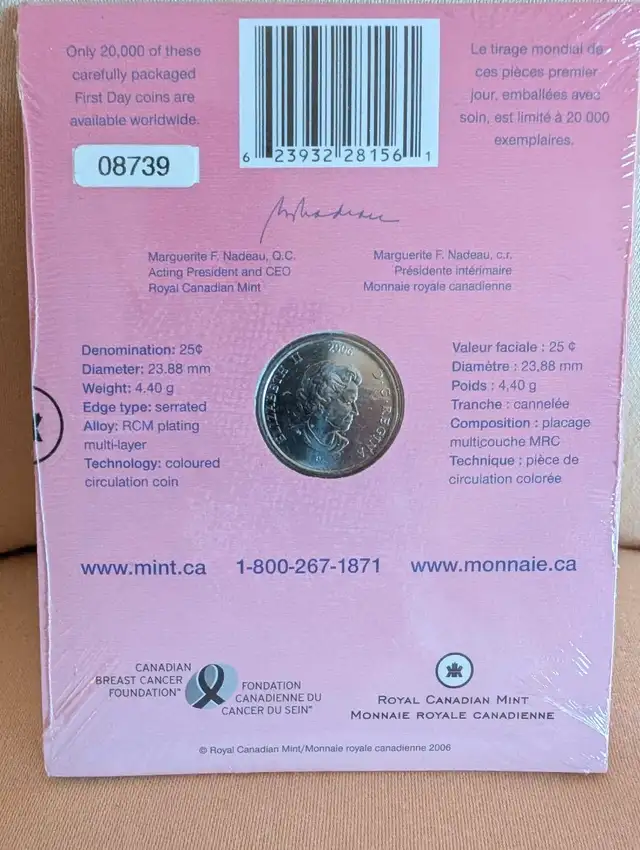 Only 20,000 of these
carefully packaged
First Day coins are
available worldwide.
08739
6 23932 28156 1
Le tirage mondial de
ces pièces premier
jour, emballées avec
soin, est limité à 20 000
exemplaires.
Marguerite F. Nadeau, Q.C.
Acting President and CEO
Royal Canadian Mint
Marguerite F. Nadeau, c.r.
Présidente intérimaire
Monnaie royale canadienne
Denomination: 25¢
Diameter: 23.88 mm
Weight: 4.40 g
Edge type: serrated
Alloy: RCM plating
multi-layer
Technology: coloured
circulation coin
ELIZABETH II 2006 D•G•REGINA
Valeur faciale : 25 ¢
Diamètre : 23,88 mm
Poids : 4,40 g
Tranche : cannelée
Composition : placage
multicouche MRC
Technique : pièce de
circulation colorée
www.mint.ca 1-800-267-1871 www.monnaie.ca
CANADIAN
BREAST CANCER
FOUNDATION™
FONDATION
CANADIENNE DU
CANCER DU SEIN™
ROYAL CANADIAN MINT
MONNAIE ROYALE CANADIENNE
© Royal Canadian Mint/Monnaie royale canadienne 2006